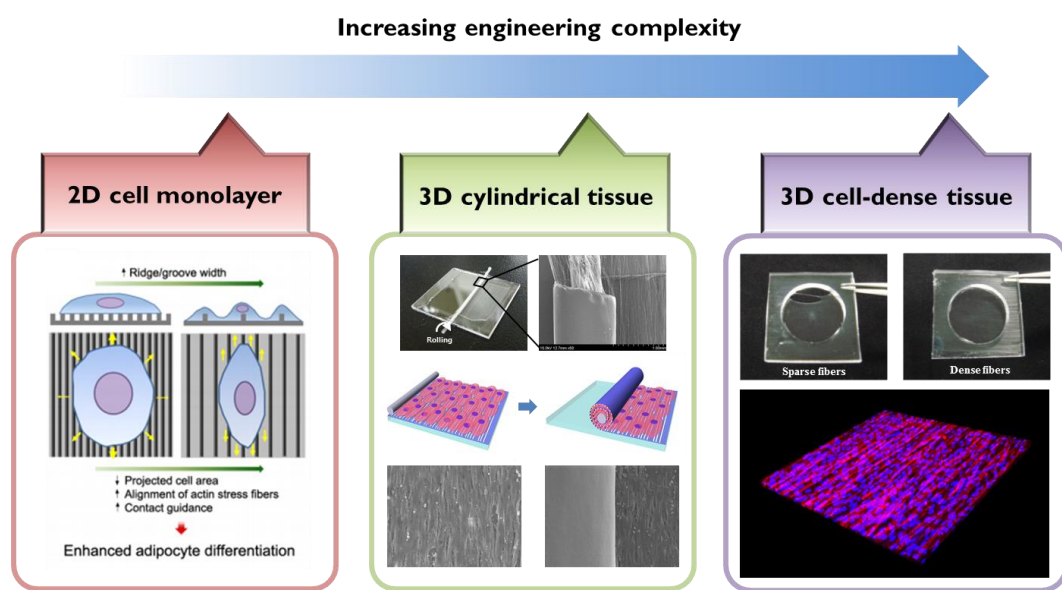 Increasing engineering complexity
2D cell monolayer
3D cylindrical tissue
3D cell-dense tissue
↑ Ridge/groove width
↓ Projected cell area
↑ Alignment of actin stress fibers
↑ Contact guidance
Enhanced adipocyte differentiation
Rolling
Sparse fibers
Dense fibers